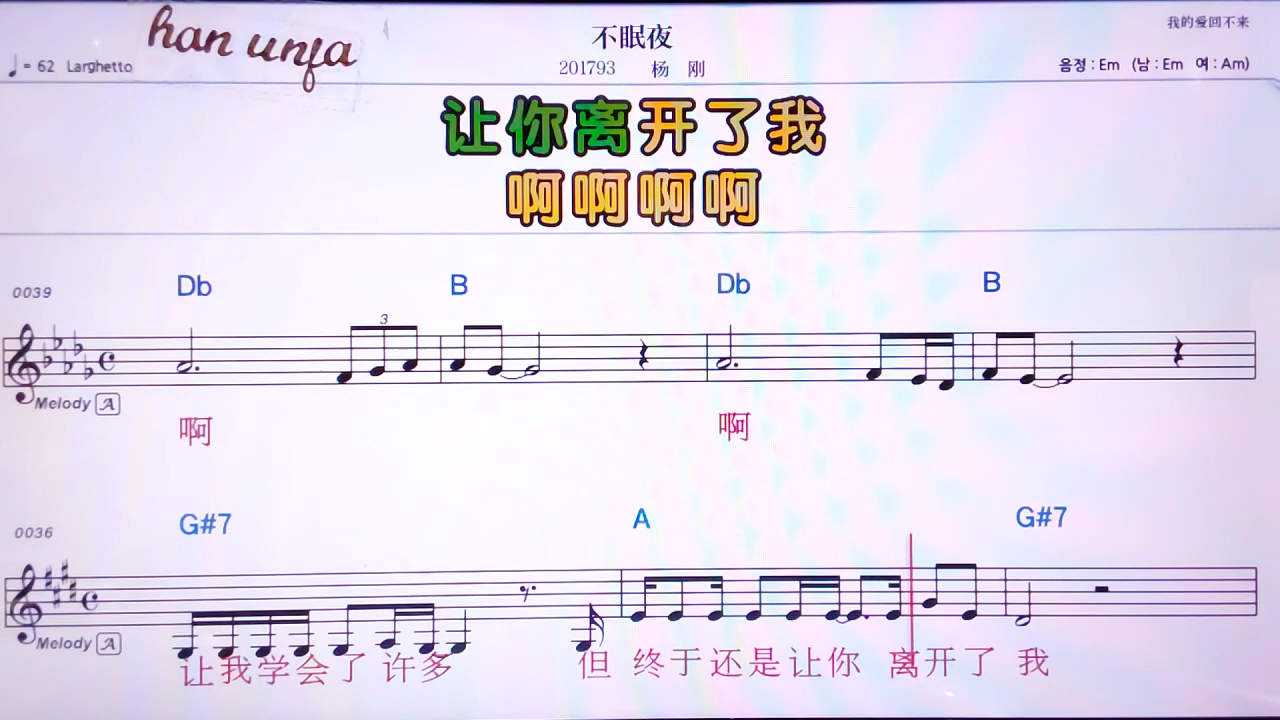 han unfa
不眠夜
我的爱回不来
♩= 62 Larghetto
201793 杨 刚
음정 : Em (남 : Em 여 : Am)
让你离开了我
啊啊啊啊
0039 Db B Db B
3
Melody A
啊 啊
0036 G#7 A G#7
Melody A
让我学会了 许多 但 终于还是让你 离开了 我